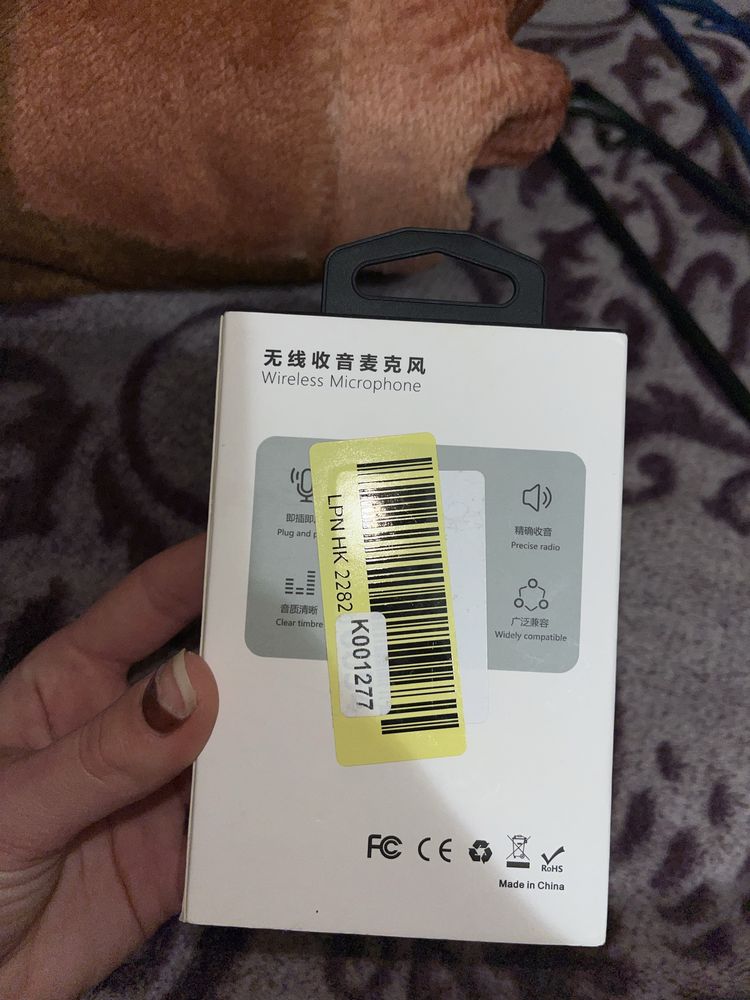 无线收音麦克风
Wireless Microphone
即插即
Plug and
精确收音
Precise radio
音质清晰
Clear timbre
广泛兼容
Widely compatible
LPN HK 2282
K001277
FC CE
RoHS
Made in China